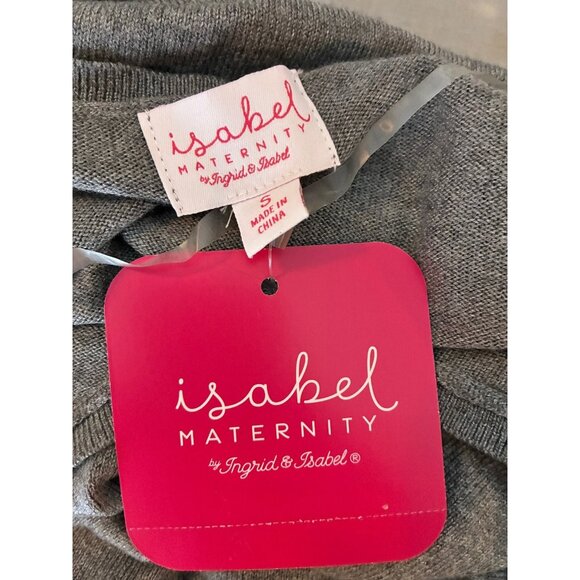 isabel
MATERNITY
by Ingrid & Isabel
S
MADE IN
CHINA
isabel
MATERNITY
by Ingrid & Isabel®